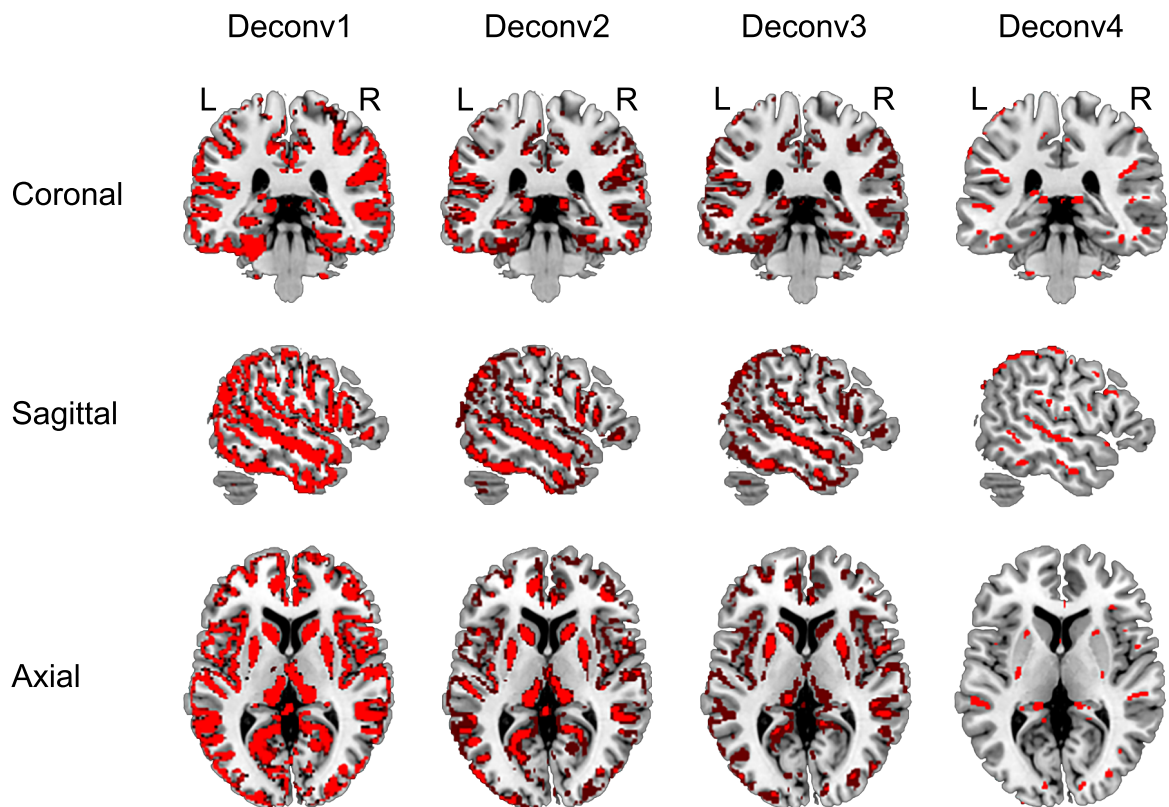 Deconv1 Deconv2 Deconv3 Deconv4
L R L R L R L R
Coronal
Sagittal
Axial